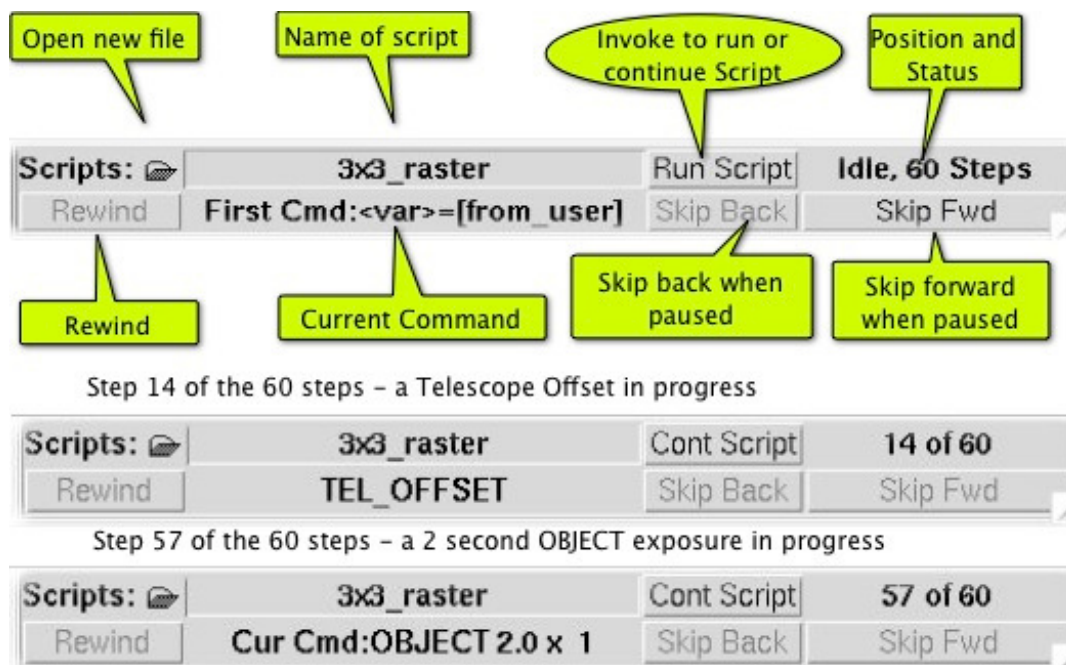 Open new file
Name of script
Invoke to run or
continue Script
Position and
Status
Scripts:
3x3_raster
Run Script
Idle, 60 Steps
Rewind
First Cmd:<var>=[from_user]
Skip Back
Skip Fwd
Rewind
Current Command
Skip back when
paused
Skip forward
when paused
Step 14 of the 60 steps – a Telescope Offset in progress
Scripts:
3x3_raster
Cont Script
14 of 60
Rewind
TEL_OFFSET
Skip Back
Skip Fwd
Step 57 of the 60 steps – a 2 second OBJECT exposure in progress
Scripts:
3x3_raster
Cont Script
57 of 60
Rewind
Cur Cmd:OBJECT 2.0 x 1
Skip Back
Skip Fwd